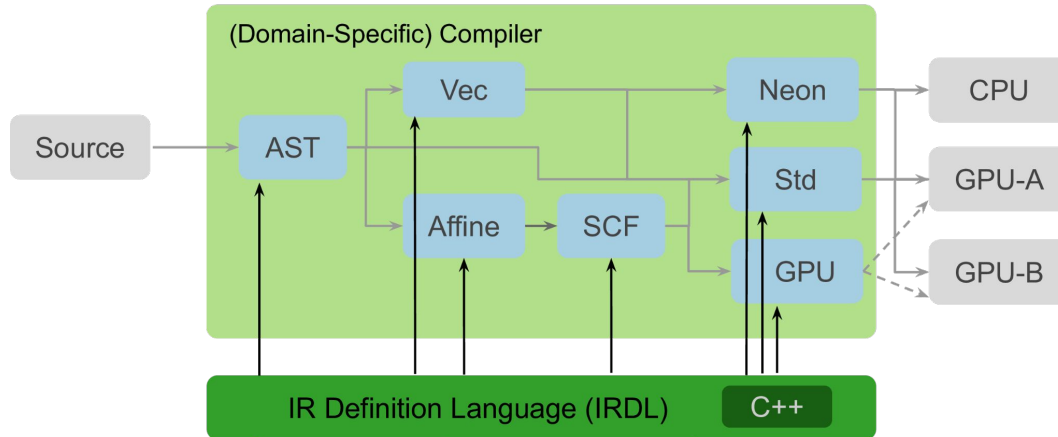 (Domain-Specific) Compiler
Vec
Neon
CPU
Source
AST
Std
GPU-A
Affine
SCF
GPU
GPU-B
IR Definition Language (IRDL)
C++